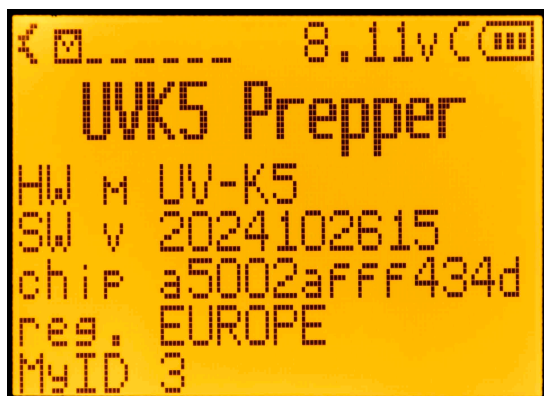 8.11v
UVK5 Prepper
HW M UV-K5
SW v 2024102615
chip a5002afff434d
reg. EUROPE
MyID 3